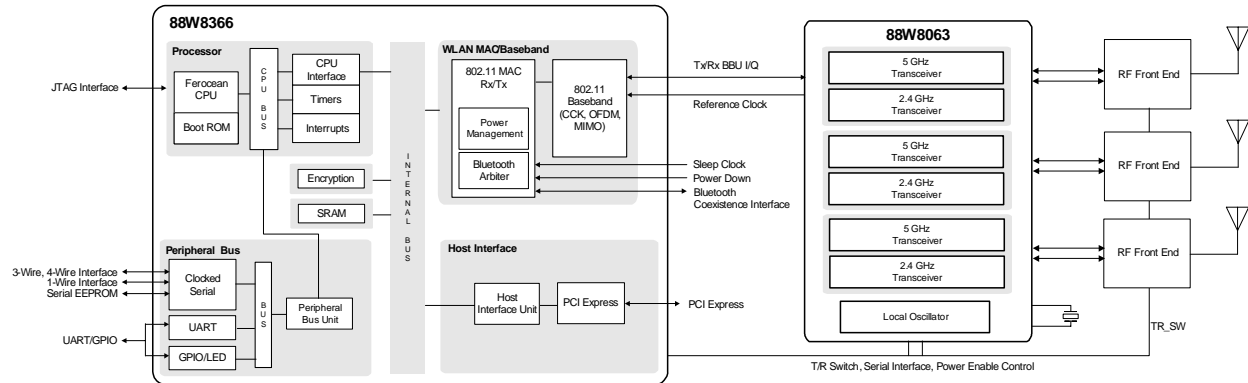 88W8366
Processor
JTAG Interface
Ferocean
CPU
Boot ROM
CPU BUS
CPU
Interface
Timers
Interrupts
Encryption
SRAM
INTERNAL BUS
WLAN MAC/Baseband
802.11 MAC
Rx/Tx
Power
Management
Bluetooth
Arbiter
802.11
Baseband
(CCK, OFDM,
MIMO)
Tx/Rx BBU I/Q
Reference Clock
Sleep Clock
Power Down
Bluetooth
Coexistence Interface
Peripheral Bus
3-Wire, 4-Wire Interface
1-Wire Interface
Serial EEPROM
UART/GPIO
Clocked
Serial
UART
GPIO/LED
BUS
Peripheral
Bus Unit
Host Interface
Host
Interface Unit
PCI Express
PCI Express
88W8063
5 GHz
Transceiver
2.4 GHz
Transceiver
5 GHz
Transceiver
2.4 GHz
Transceiver
5 GHz
Transceiver
2.4 GHz
Transceiver
Local Oscillator
RF Front End
RF Front End
RF Front End
TR_SW
T/R Switch, Serial Interface, Power Enable Control